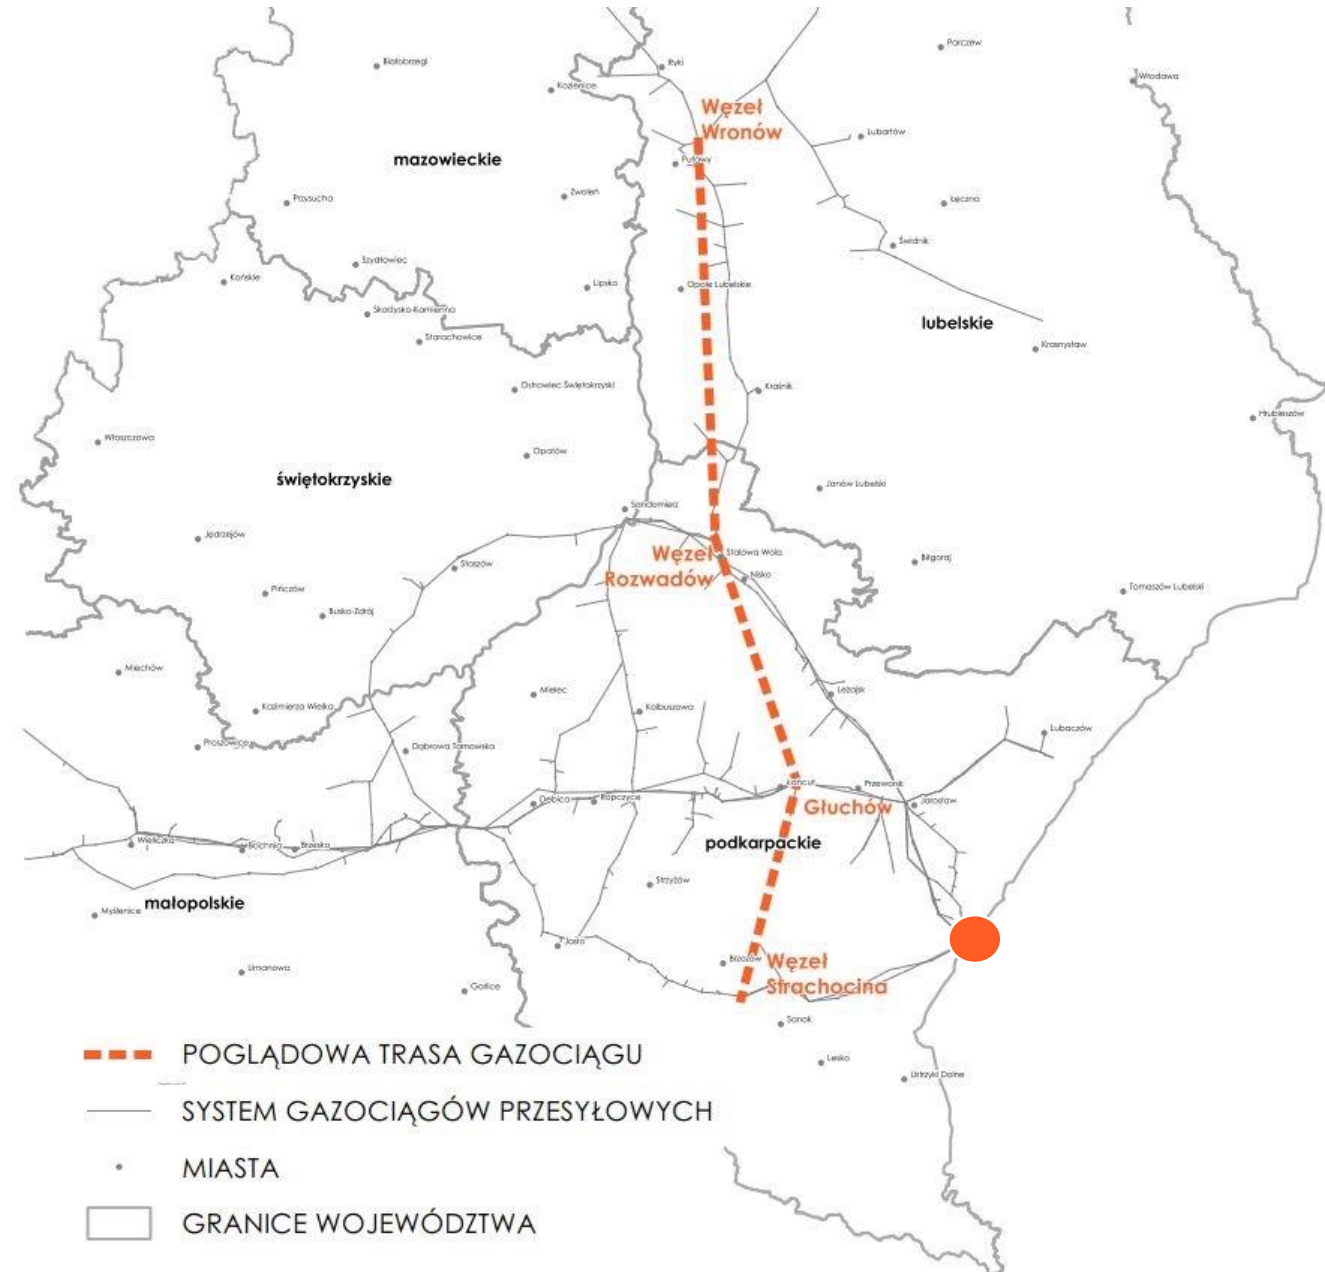 Parczew
Białobrzegi
Ryki
Włodawa
Kozienice
Węzeł
Wronów
Lubartów
mazowieckie
Puławy
Zwoleń
Przysucha
Łęczna
Świdnik
Szydłowiec
Końskie
Lipsko
Opole Lubelskie
Skarżysko-Kamienna
lubelskie
Starachowice
Krasnystaw
Ostrowiec Świętokrzyski
Kraśnik
Hrubieszów
Włoszczowa
Opatów
świętokrzyskie
Janów Lubelski
Sandomierz
Jędrzejów
Węzeł
Rozwadów
Stalowa Wola
Biłgoraj
Staszów
Nisko
Tomaszów Lubelski
Pińczów
Busko-Zdrój
Miechów
Mielec
Leżajsk
Kazimierza Wielka
Kolbuszowa
Lubaczów
Proszowice
Dąbrowa Tarnowska
Łańcut
Przeworsk
Dębica
Ropczyce
Jarosław
Głuchów
Wieliczka
Bochnia
Brzesko
podkarpackie
Strzyżów
małopolskie
Myślenice
Jasło
Brzozów
Węzeł
Strachocina
Limanowa
Gorlice
Sanok
Lesko
Ustrzyki Dolne
POGLĄDOWA TRASA GAZOCIĄGU
SYSTEM GAZOCIĄGÓW PRZESYŁOWYCH
MIASTA
GRANICE WOJEWÓDZTWA